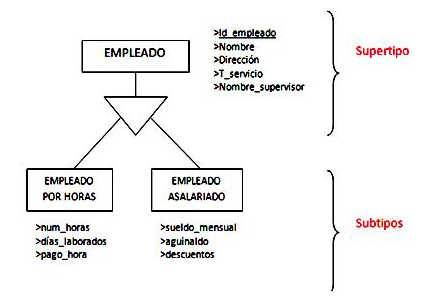 EMPLEADO
>Id_empleado
>Nombre
>Dirección
>T_servicio
>Nombre_supervisor
Supertipo
EMPLEADO
POR HORAS
EMPLEADO
ASALARIADO
>num_horas
>días_laborados
>pago_hora
>sueldo_mensual
>aguinaldo
>descuentos
Subtipos